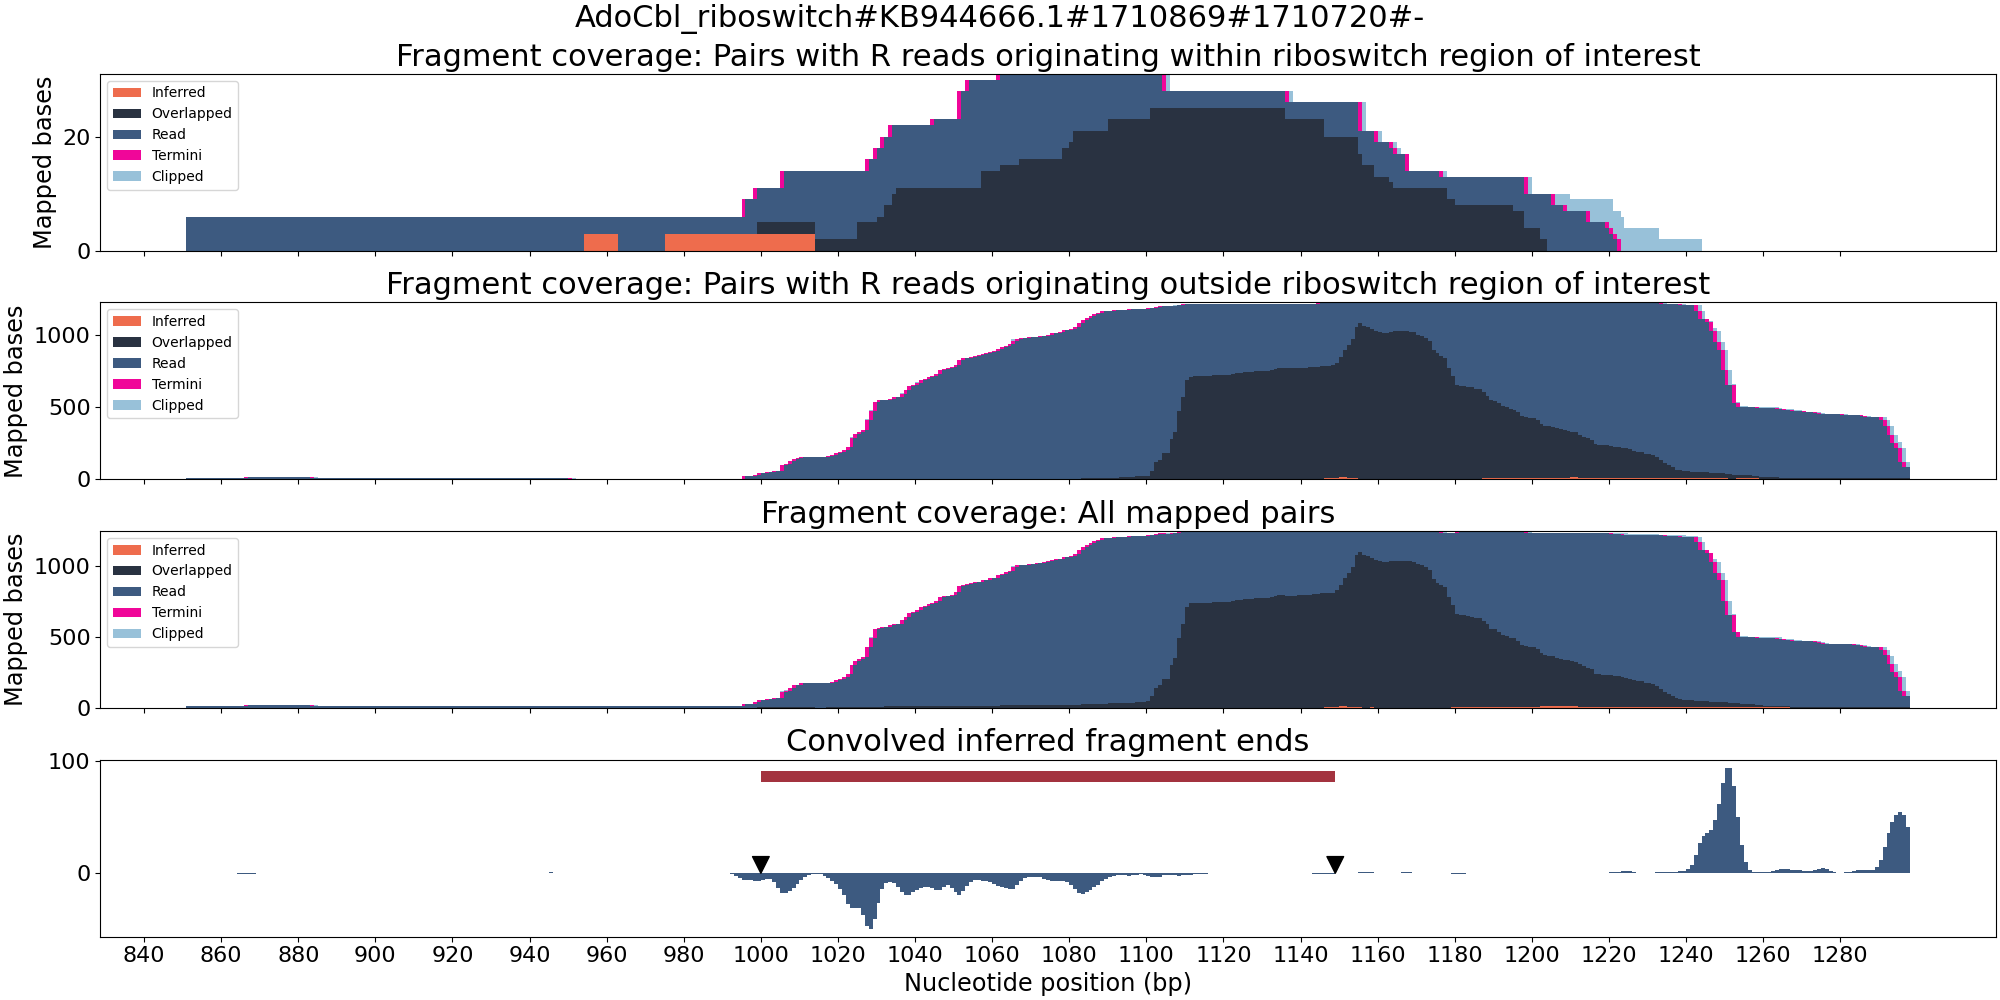 AdoCbl_riboswitch#KB944666.1#1710869#1710720#-
Fragment coverage: Pairs with R reads originating within riboswitch region of interest
Mapped bases
20
0
Inferred
Overlapped
Read
Termini
Clipped
Fragment coverage: Pairs with R reads originating outside riboswitch region of interest
Mapped bases
1000
500
0
Inferred
Overlapped
Read
Termini
Clipped
Fragment coverage: All mapped pairs
Mapped bases
1000
500
0
Inferred
Overlapped
Read
Termini
Clipped
Convolved inferred fragment ends
100
0
840 860 880 900 920 940 960 980 1000 1020 1040 1060 1080 1100 1120 1140 1160 1180 1200 1220 1240 1260 1280
Nucleotide position (bp)